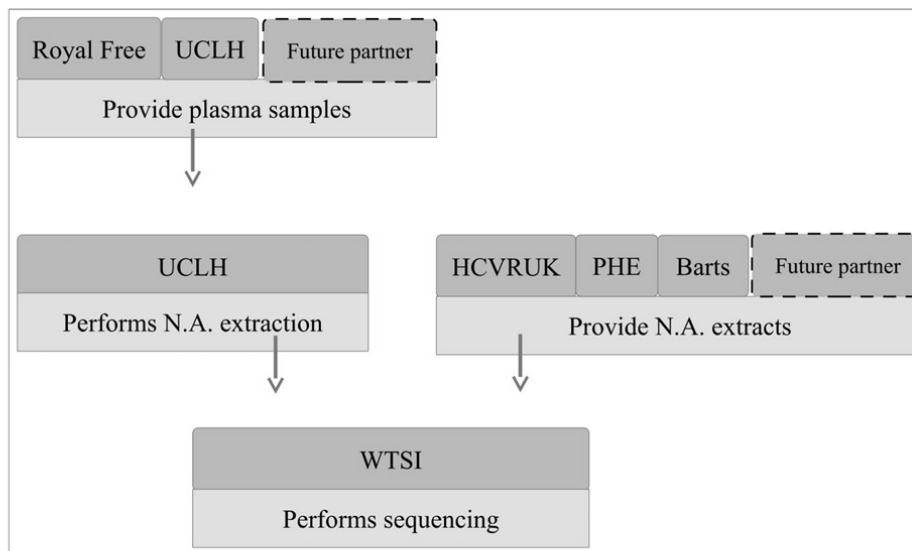 Royal Free UCLH Future partner
Provide plasma samples
UCLH
Performs N.A. extraction
HCVRUK PHE Barts Future partner
Provide N.A. extracts
WTSI
Performs sequencing